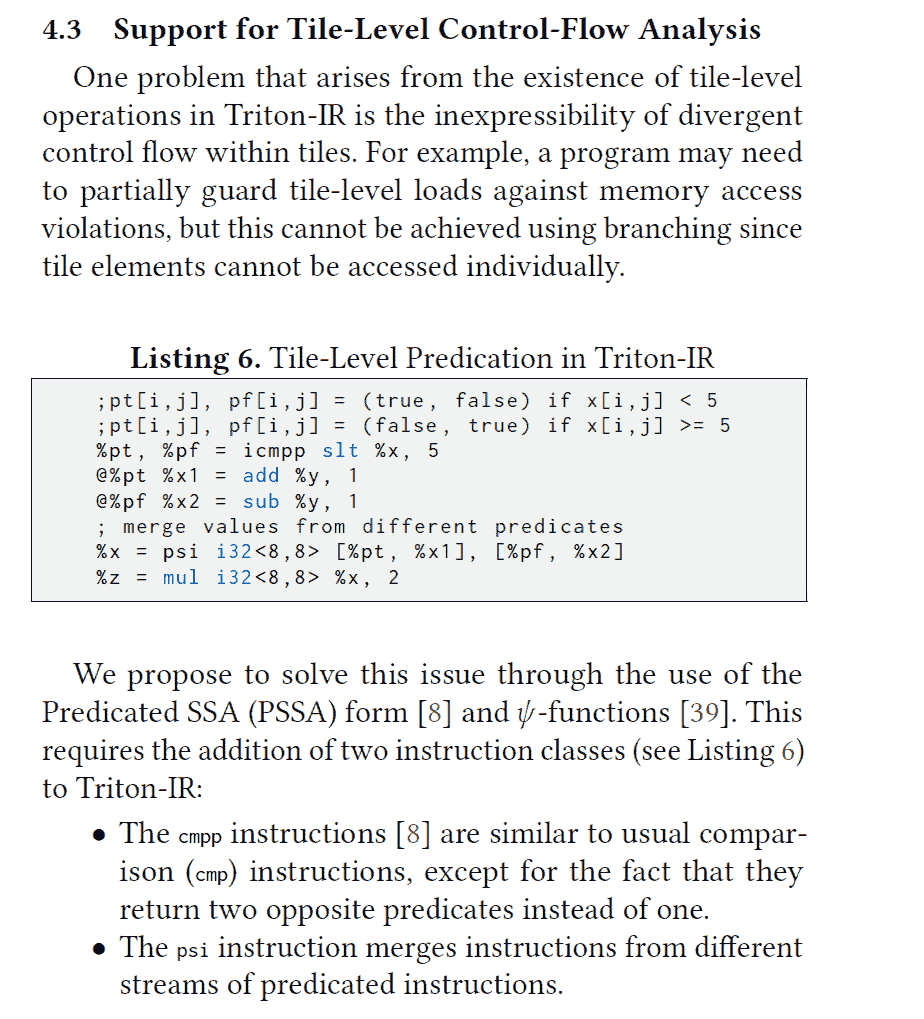 4.3 Support for Tile-Level Control-Flow Analysis
One problem that arises from the existence of tile-level
operations in Triton-IR is the inexpressibility of divergent
control flow within tiles. For example, a program may need
to partially guard tile-level loads against memory access
violations, but this cannot be achieved using branching since
tile elements cannot be accessed individually.
Listing 6. Tile-Level Predication in Triton-IR
;pt[i,j], pf[i,j] = (true, false) if x[i,j] < 5
;pt[i,j], pf[i,j] = (false, true) if x[i,j] >= 5
%pt, %pf = icmpp slt %x, 5
@%pt %x1 = add %y, 1
@%pf %x2 = sub %y, 1
; merge values from different predicates
%x = psi i32<8,8> [%pt, %x1], [%pf, %x2]
%z = mul i32<8,8> %x, 2
We propose to solve this issue through the use of the
Predicated SSA (PSSA) form [8] and ψ-functions [39]. This
requires the addition of two instruction classes (see Listing 6)
to Triton-IR:
• The cmpp instructions [8] are similar to usual compar-
ison (cmp) instructions, except for the fact that they
return two opposite predicates instead of one.
• The psi instruction merges instructions from different
streams of predicated instructions.